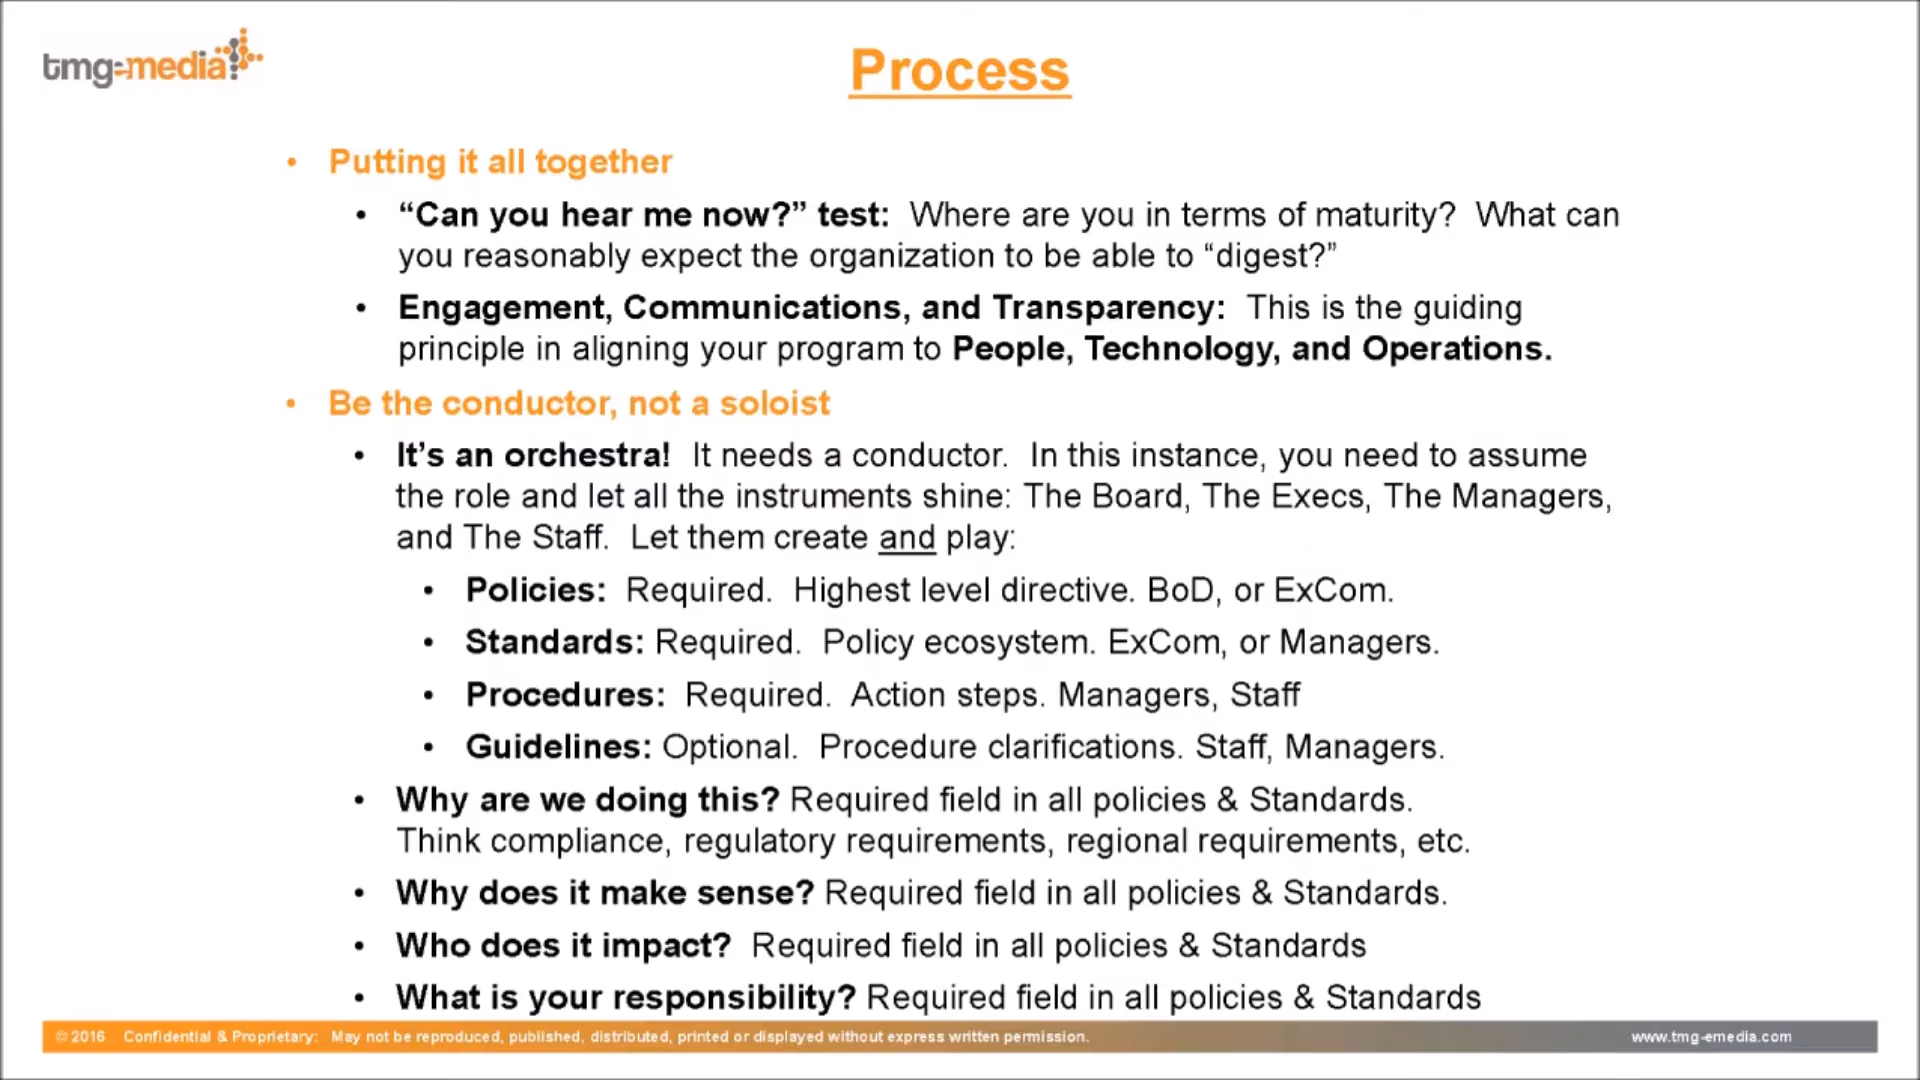 tmg-emedia
Process
• Putting it all together
• “Can you hear me now?” test: Where are you in terms of maturity? What can
you reasonably expect the organization to be able to “digest?”
• Engagement, Communications, and Transparency: This is the guiding
principle in aligning your program to People, Technology, and Operations.
• Be the conductor, not a soloist
• It’s an orchestra! It needs a conductor. In this instance, you need to assume
the role and let all the instruments shine: The Board, The Execs, The Managers,
and The Staff. Let them create and play:
• Policies: Required. Highest level directive. BoD, or ExCom.
• Standards: Required. Policy ecosystem. ExCom, or Managers.
• Procedures: Required. Action steps. Managers, Staff
• Guidelines: Optional. Procedure clarifications. Staff, Managers.
• Why are we doing this? Required field in all policies & Standards.
Think compliance, regulatory requirements, regional requirements, etc.
• Why does it make sense? Required field in all policies & Standards.
• Who does it impact? Required field in all policies & Standards
• What is your responsibility? Required field in all policies & Standards
© 2016 Confidential & Proprietary: May not be reproduced, published, distributed, printed or displayed without express written permission.
www.tmg-emedia.com